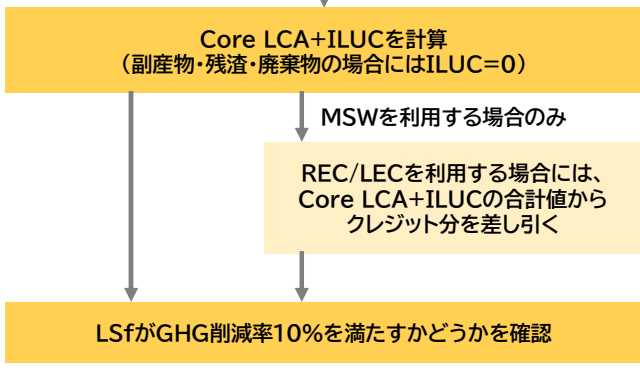 Core LCA+ILUCを計算
（副産物・残渣・廃棄物の場合にはILUC=0）
MSWを利用する場合のみ
REC/LECを利用する場合には、
Core LCA+ILUCの合計値から
クレジット分を差し引く
LSfがGHG削減率10%を満たすかどうかを確認